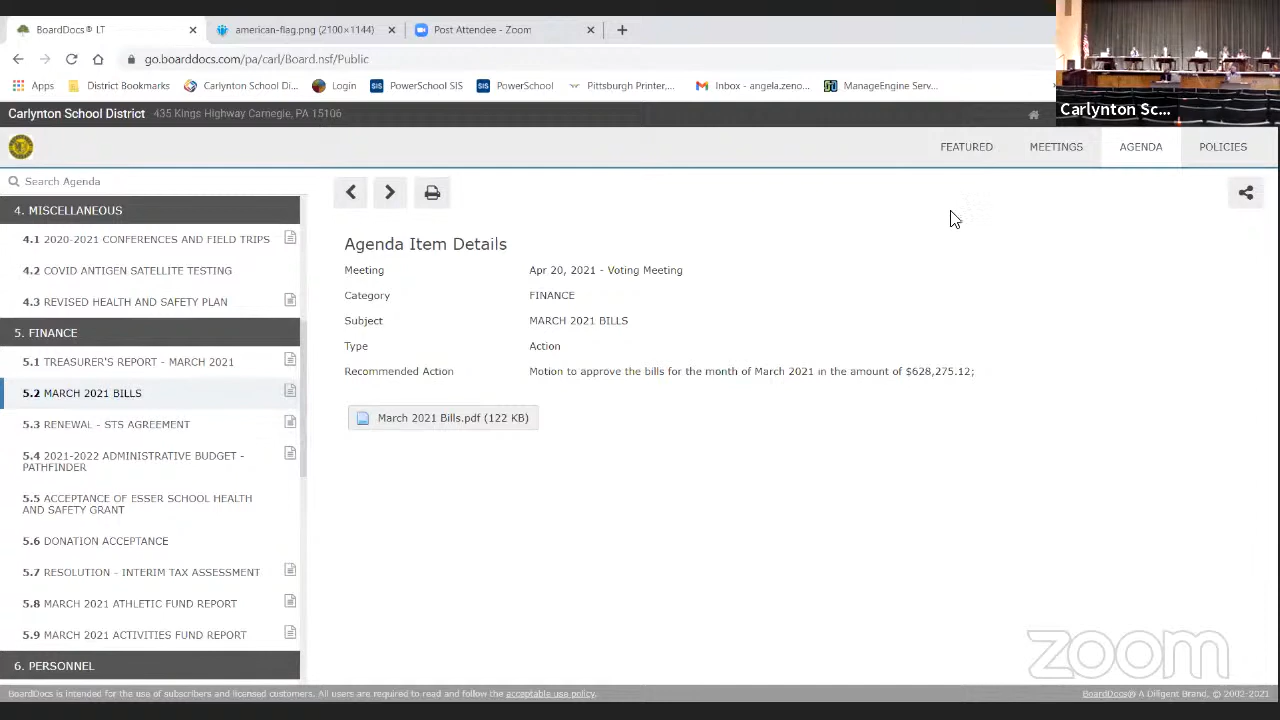 BoardDocs® LT
american-flag.png (2100×1144)
Post Attendee - Zoom
go.boarddocs.com/pa/carl/Board.nsf/Public
Apps
District Bookmarks
Carlynton School Di...
Login
PowerSchool SIS
PowerSchool
Pittsburgh Printer,...
Inbox - angela.zeno...
ManageEngine Serv...
Carlynton Sc...
Carlynton School District 435 Kings Highway Carnegie, PA 15106
FEATURED
MEETINGS
AGENDA
POLICIES
Search Agenda
4. MISCELLANEOUS
4.1 2020-2021 CONFERENCES AND FIELD TRIPS
4.2 COVID ANTIGEN SATELLITE TESTING
4.3 REVISED HEALTH AND SAFETY PLAN
5. FINANCE
5.1 TREASURER'S REPORT - MARCH 2021
5.2 MARCH 2021 BILLS
5.3 RENEWAL - STS AGREEMENT
5.4 2021-2022 ADMINISTRATIVE BUDGET -
PATHFINDER
5.5 ACCEPTANCE OF ESSER SCHOOL HEALTH
AND SAFETY GRANT
5.6 DONATION ACCEPTANCE
5.7 RESOLUTION - INTERIM TAX ASSESSMENT
5.8 MARCH 2021 ATHLETIC FUND REPORT
5.9 MARCH 2021 ACTIVITIES FUND REPORT
6. PERSONNEL
Agenda Item Details
Meeting Apr 20, 2021 - Voting Meeting
Category FINANCE
Subject MARCH 2021 BILLS
Type Action
Recommended Action Motion to approve the bills for the month of March 2021 in the amount of $628,275.12;
March 2021 Bills.pdf (122 KB)
zoom
BoardDocs is intended for the use of subscribers and licensed customers. All users are required to read and follow the acceptable use policy.
BoardDocs® A Diligent Brand. © 2002-2021